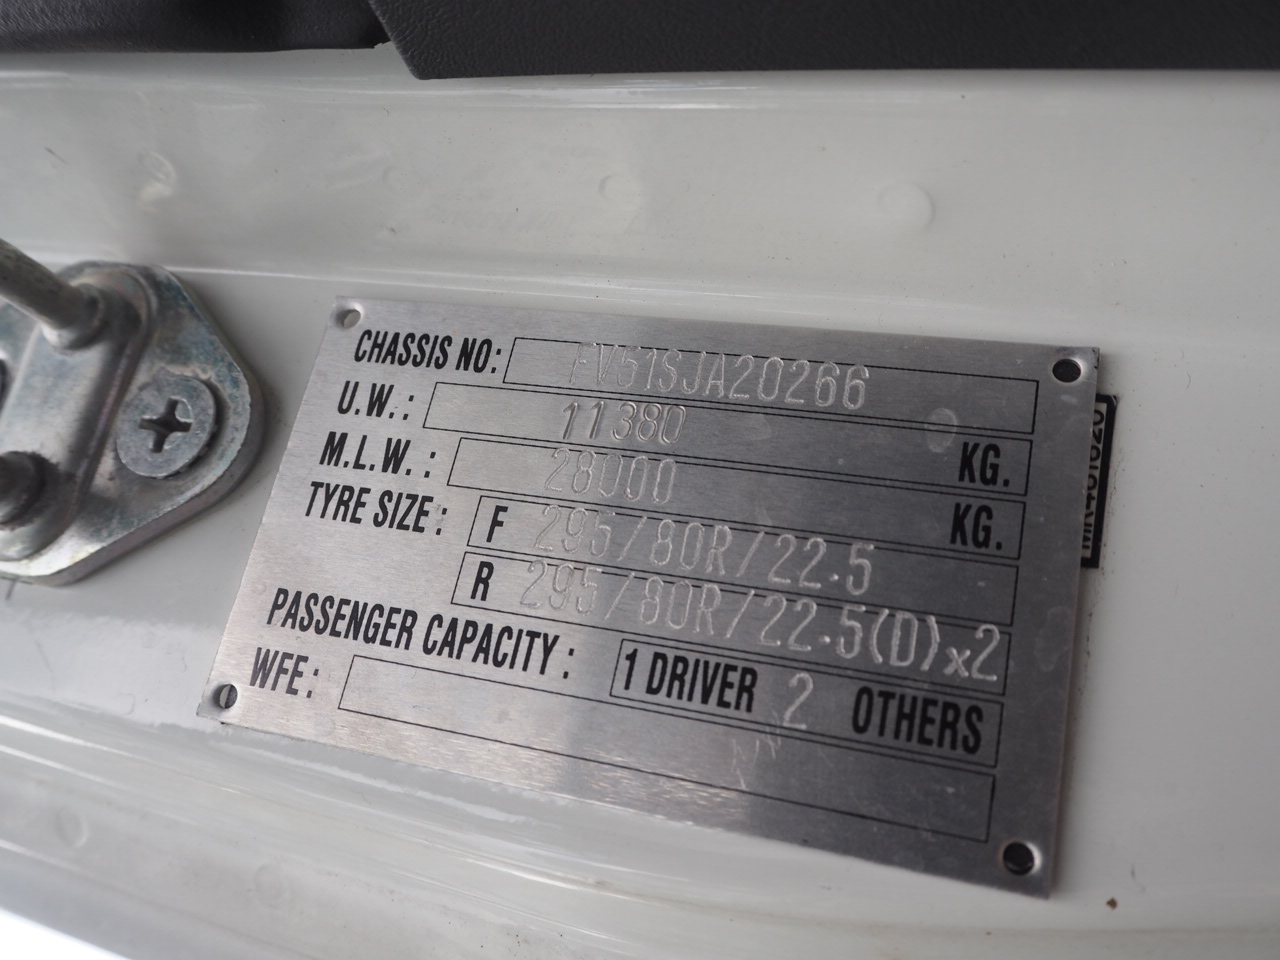 CHASSIS NO: FV51SJA20266
U.W.: 11380 KG.
M.L.W.: 28000 KG.
TYRE SIZE: F 295/80R/22.5
R 295/80R/22.5(D)x2
PASSENGER CAPACITY: 1 DRIVER 2 OTHERS
WFE: